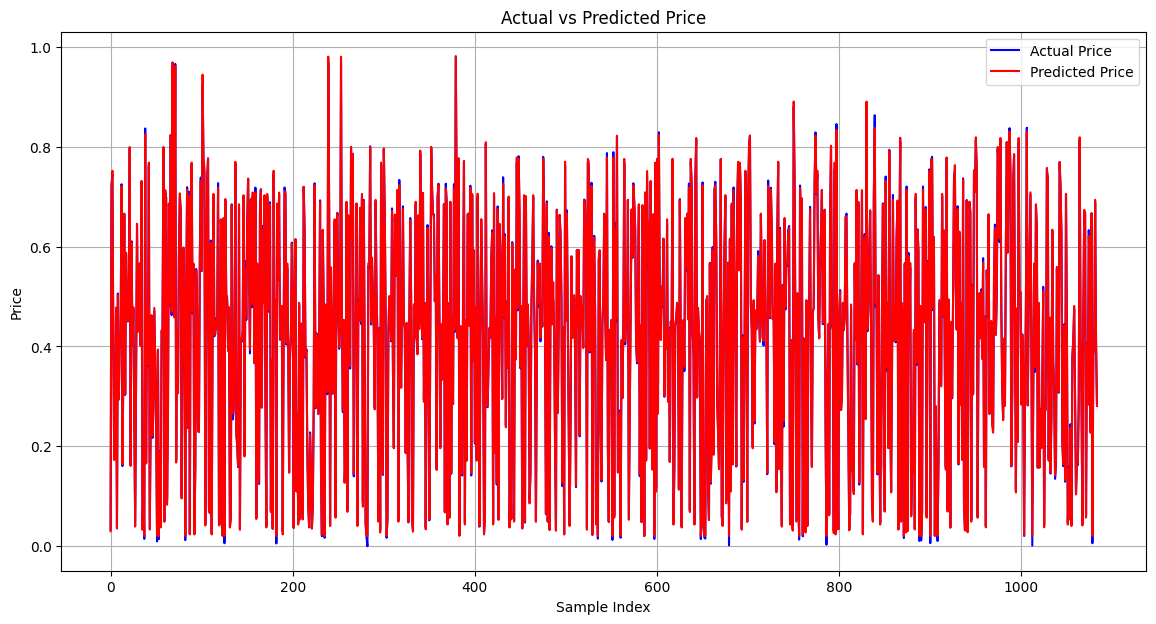 Actual vs Predicted Price
Actual Price
Predicted Price
1.0
0.8
0.6
0.4
0.2
0.0
Price
0 200 400 600 800 1000
Sample Index